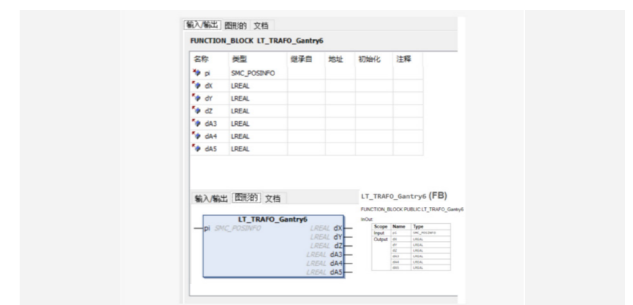 输入/输出 图形的 文档
FUNCTION_BLOCK LT_TRAFO_Gantry6
名称 类型 继承自 地址 初始化 注释
pi SMC_POSINFO
dX LREAL
dY LREAL
dZ LREAL
dA3 LREAL
dA4 LREAL
dA5 LREAL
输入/输出 图形的 文档
LT_TRAFO_Gantry6
pi SMC_POSINFO LREAL dX
LREAL dY
LREAL dZ
LREAL dA3
LREAL dA4
LREAL dA5
LT_TRAFO_Gantry6 (FB)
FUNCTION_BLOCK PUBLIC LT_TRAFO_Gantry6
InOut
Scope Name Type
Input
Output